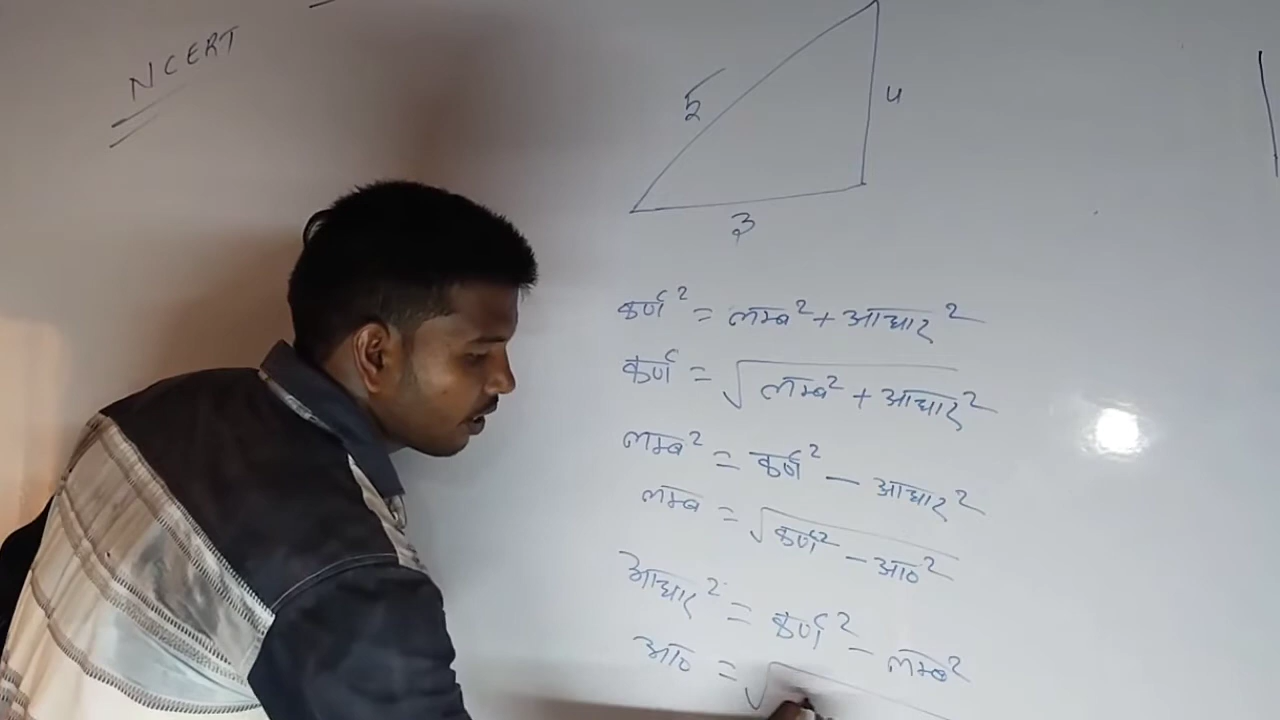 NCERT
5
4
3
कर्ण² = लम्ब² + आधार²
कर्ण = √लम्ब² + आधार²
लम्ब² = कर्ण² - आधार²
लम्ब = √कर्ण² - आ०²
आधार² = कर्ण² - लम्ब²
आ० = √